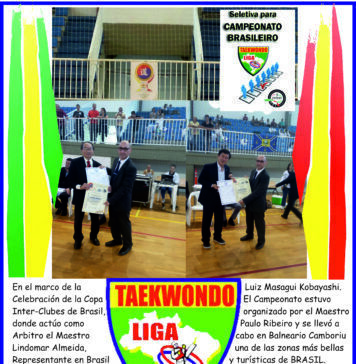 Seletiva para
CAMPEONATO
BRASILEIRO
TAEKWONDO
LIGA
En el marco de la
Celebración de la Copa
Inter-Clubes de Brasil,
donde actúo como
Arbitro el Maestro
Lindomar Almeida,
Representante en Brasil
TAEKWONDO
LIGA
Luiz Masagui Kobayashi.
El Campeonato estuvo
organizado por el Maestro
Paulo Ribeiro y se llevó a
cabo en Balneario Camboriu
una de las zonas más bellas
y turísticas de BRASIL.